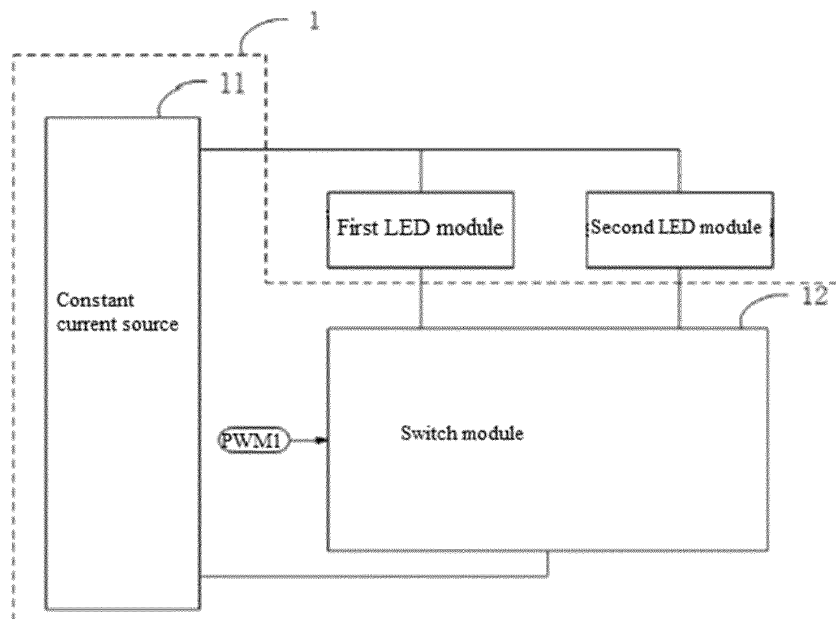 1
11
First LED module
Second LED module
Constant
current source
12
PWM1
Switch module